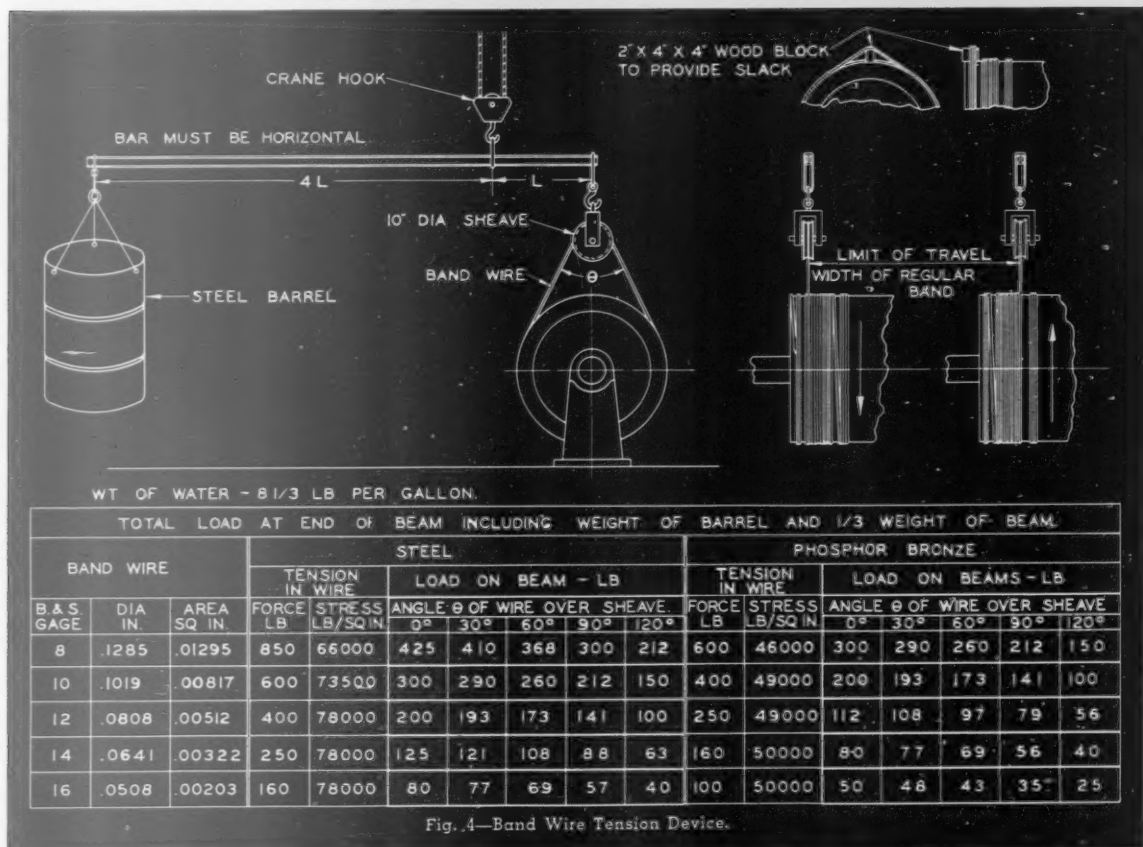 2" X 4" X 4" WOOD BLOCK
TO PROVIDE SLACK
CRANE HOOK
BAR MUST BE HORIZONTAL
4 L
L
10" DIA SHEAVE
BAND WIRE
θ
STEEL BARREL
LIMIT OF TRAVEL
WIDTH OF REGULAR
BAND
WT OF WATER - 8 1/3 LB PER GALLON.
TOTAL LOAD AT END OF BEAM INCLUDING WEIGHT OF BARREL AND 1/3 WEIGHT OF BEAM.
BAND WIRE STEEL PHOSPHOR BRONZE
TENSION IN WIRE LOAD ON BEAM - LB TENSION IN WIRE LOAD ON BEAMS - LB
B.& S. GAGE DIA IN. AREA SQ IN. FORCE LB STRESS LB/SQ IN. ANGLE θ OF WIRE OVER SHEAVE. FORCE LB STRESS LB/SQ IN. ANGLE θ OF WIRE OVER SHEAVE
0° 30° 60° 90° 120° 0° 30° 60° 90° 120°
8 .1285 .01295 850 66000 425 410 368 300 212 600 46000 300 290 260 212 150
10 .1019 .00817 600 73500 300 290 260 212 150 400 49000 200 193 173 141 100
12 .0808 .00512 400 78000 200 193 173 141 100 250 49000 112 108 97 79 56
14 .0641 .00322 250 78000 125 121 108 88 63 160 50000 80 77 69 56 40
16 .0508 .00203 160 78000 80 77 69 57 40 100 50000 50 48 43 35 25
Fig. 4—Band Wire Tension Device.